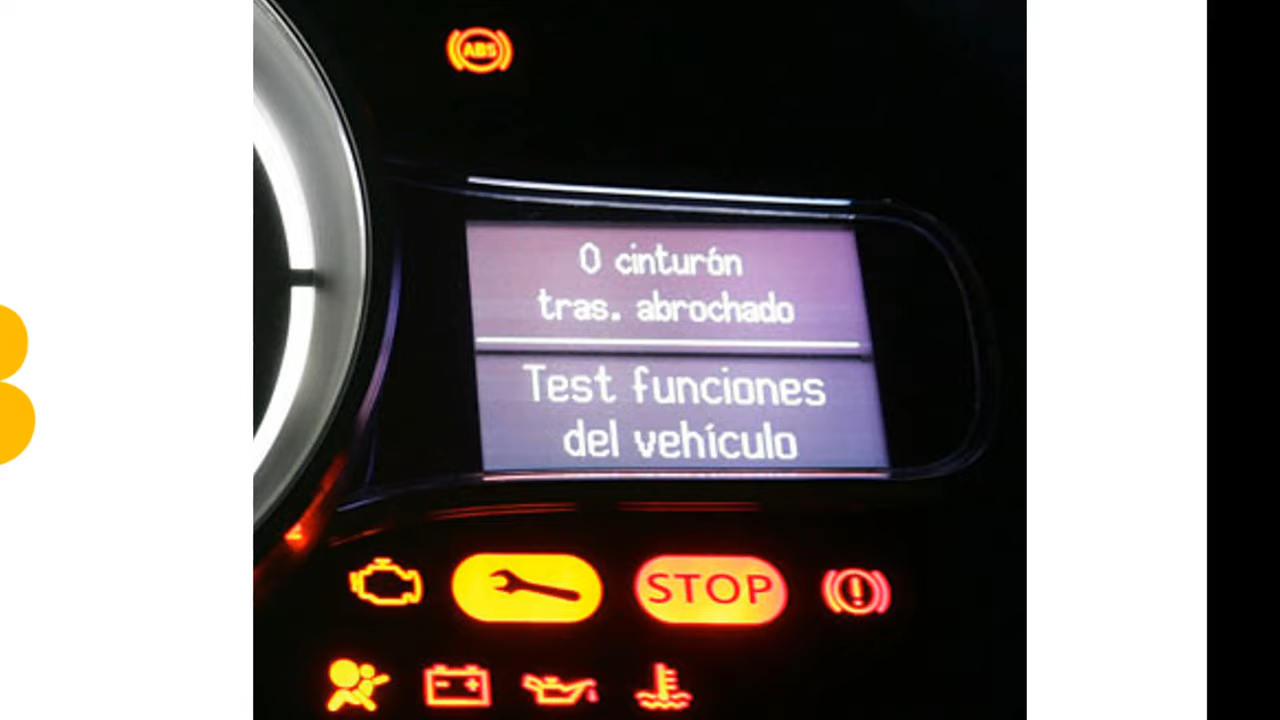 ABS
0 cinturón
tras. abrochado
Test funciones
del vehículo
STOP